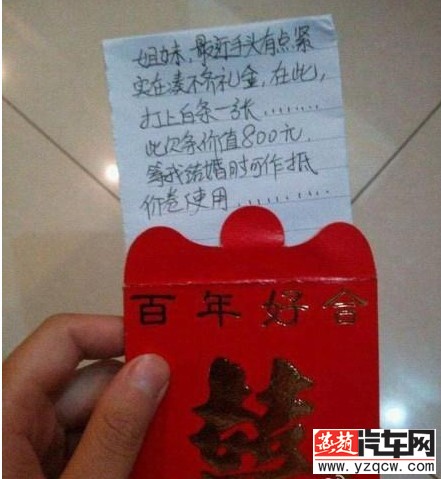 姐妹，最近手头有点紧
实在凑不齐礼金，在此，
打上白条一张........
此欠条价值800元.
等我结婚时可作抵
价卷使用...........
百年好合
囍
燕赵汽车网
www.yzqcw.com